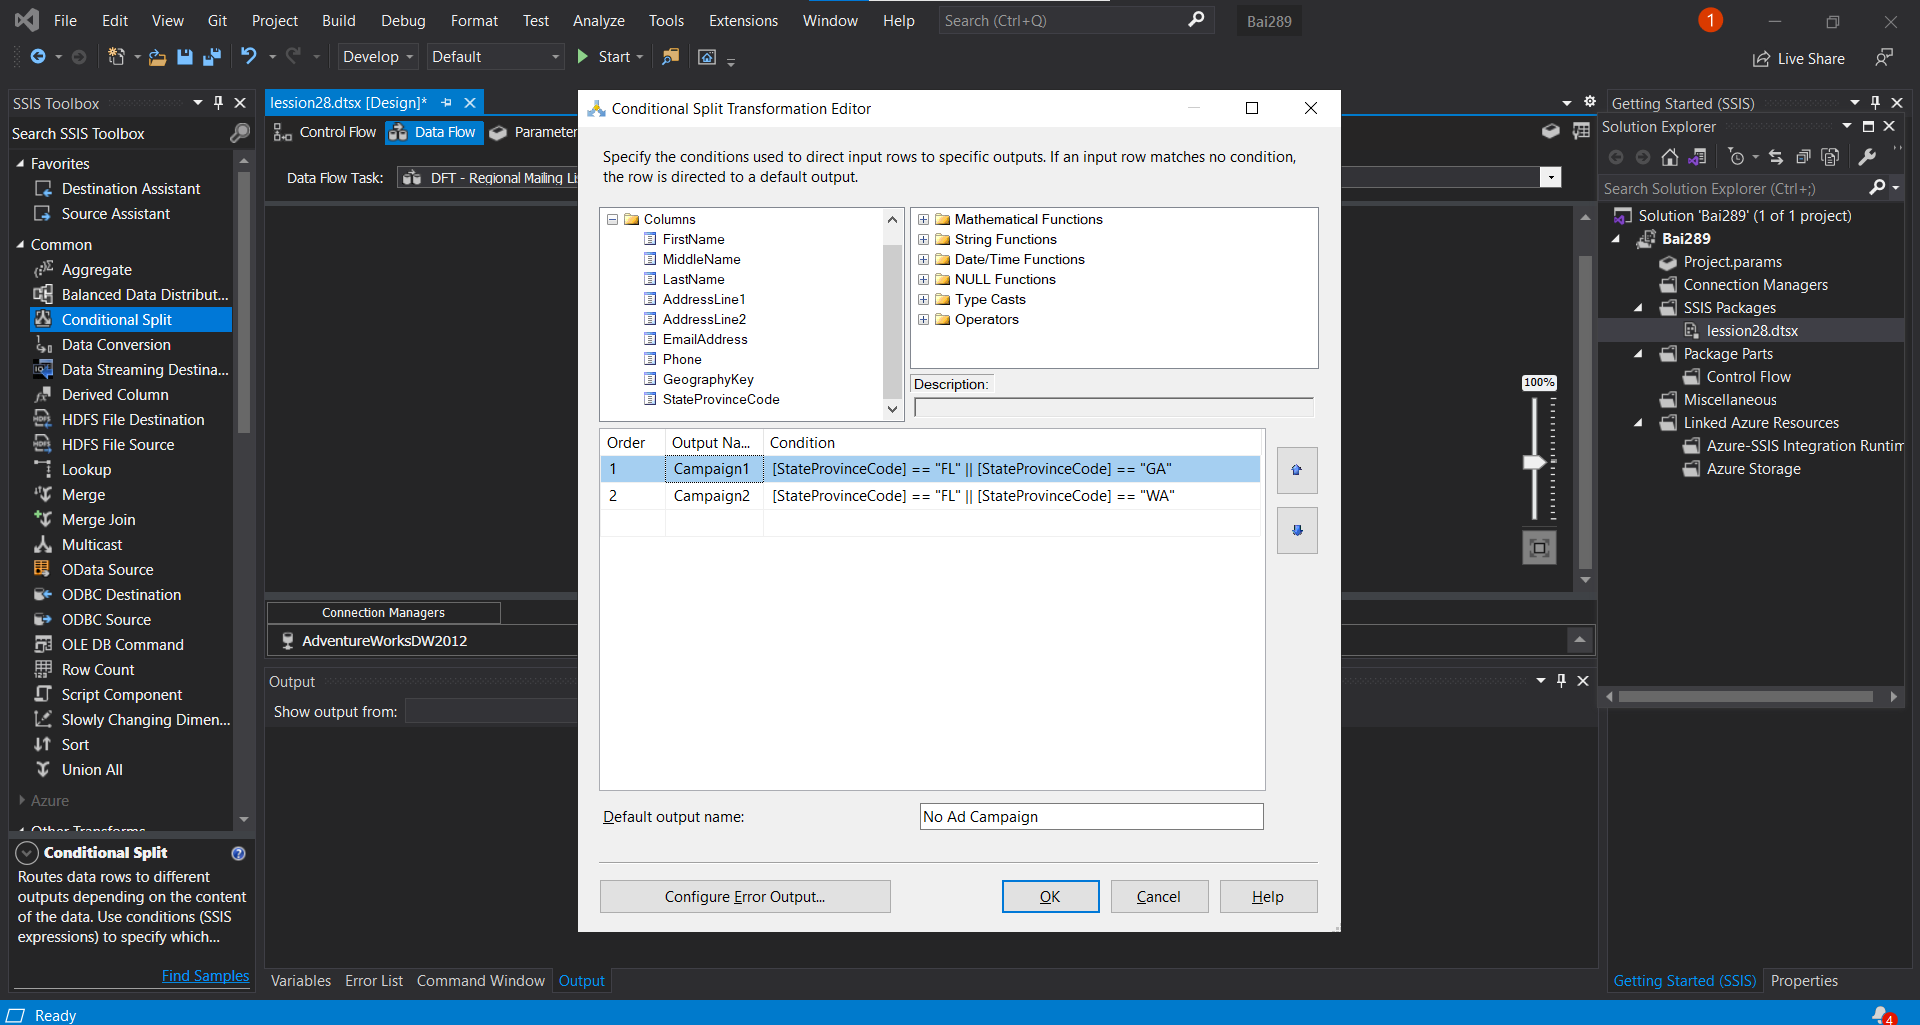 File Edit View Git Project Build Debug Format Test Analyze Tools Extensions Window Help Search (Ctrl+Q) Bai289 1
Develop Default Start Live Share
SSIS Toolbox
Search SSIS Toolbox
Favorites
Destination Assistant
Source Assistant
Common
Aggregate
Balanced Data Distribut...
Conditional Split
Data Conversion
Data Streaming Destina...
Derived Column
HDFS File Destination
HDFS File Source
Lookup
Merge
Merge Join
Multicast
OData Source
ODBC Destination
ODBC Source
OLE DB Command
Row Count
Script Component
Slowly Changing Dimen...
Sort
Union All
Azure
Other Transforms
Conditional Split
Routes data rows to different
outputs depending on the content
of the data. Use conditions (SSIS
expressions) to specify which...
Find Samples
lession28.dtsx [Design]*
Control Flow Data Flow Parameter
Data Flow Task: DFT - Regional Mailing Li
100%
Connection Managers
AdventureWorksDW2012
Output
Show output from:
Variables Error List Command Window Output
Conditional Split Transformation Editor
Specify the conditions used to direct input rows to specific outputs. If an input row matches no condition,
the row is directed to a default output.
Columns
FirstName
MiddleName
LastName
AddressLine1
AddressLine2
EmailAddress
Phone
GeographyKey
StateProvinceCode
Mathematical Functions
String Functions
Date/Time Functions
NULL Functions
Type Casts
Operators
Description:
Order Output Na... Condition
1 Campaign1 [StateProvinceCode] == "FL" || [StateProvinceCode] == "GA"
2 Campaign2 [StateProvinceCode] == "FL" || [StateProvinceCode] == "WA"
Default output name: No Ad Campaign
Configure Error Output... OK Cancel Help
Getting Started (SSIS)
Solution Explorer
Search Solution Explorer (Ctrl+;)
Solution 'Bai289' (1 of 1 project)
Bai289
Project.params
Connection Managers
SSIS Packages
lession28.dtsx
Package Parts
Control Flow
Miscellaneous
Linked Azure Resources
Azure-SSIS Integration Runtim
Azure Storage
Getting Started (SSIS) Properties
Ready 4